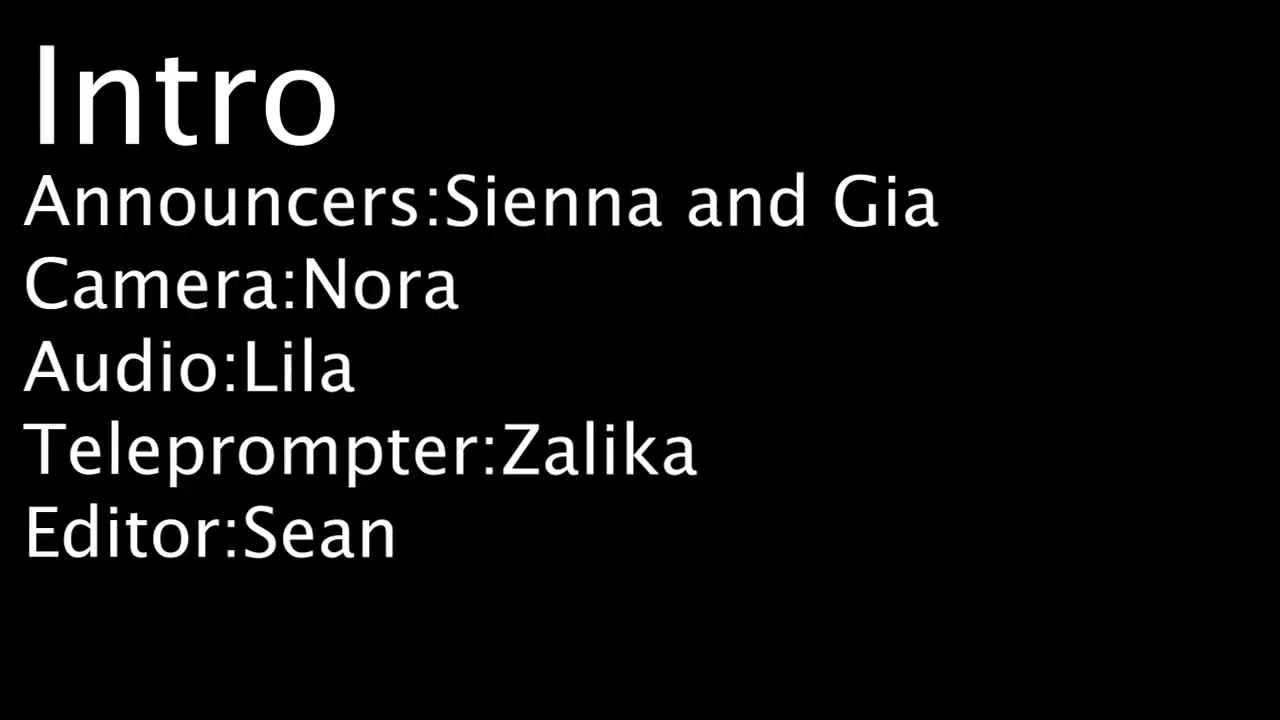 Intro
Announcers:Sienna and Gia
Camera:Nora
Audio:Lila
Teleprompter:Zalika
Editor:Sean